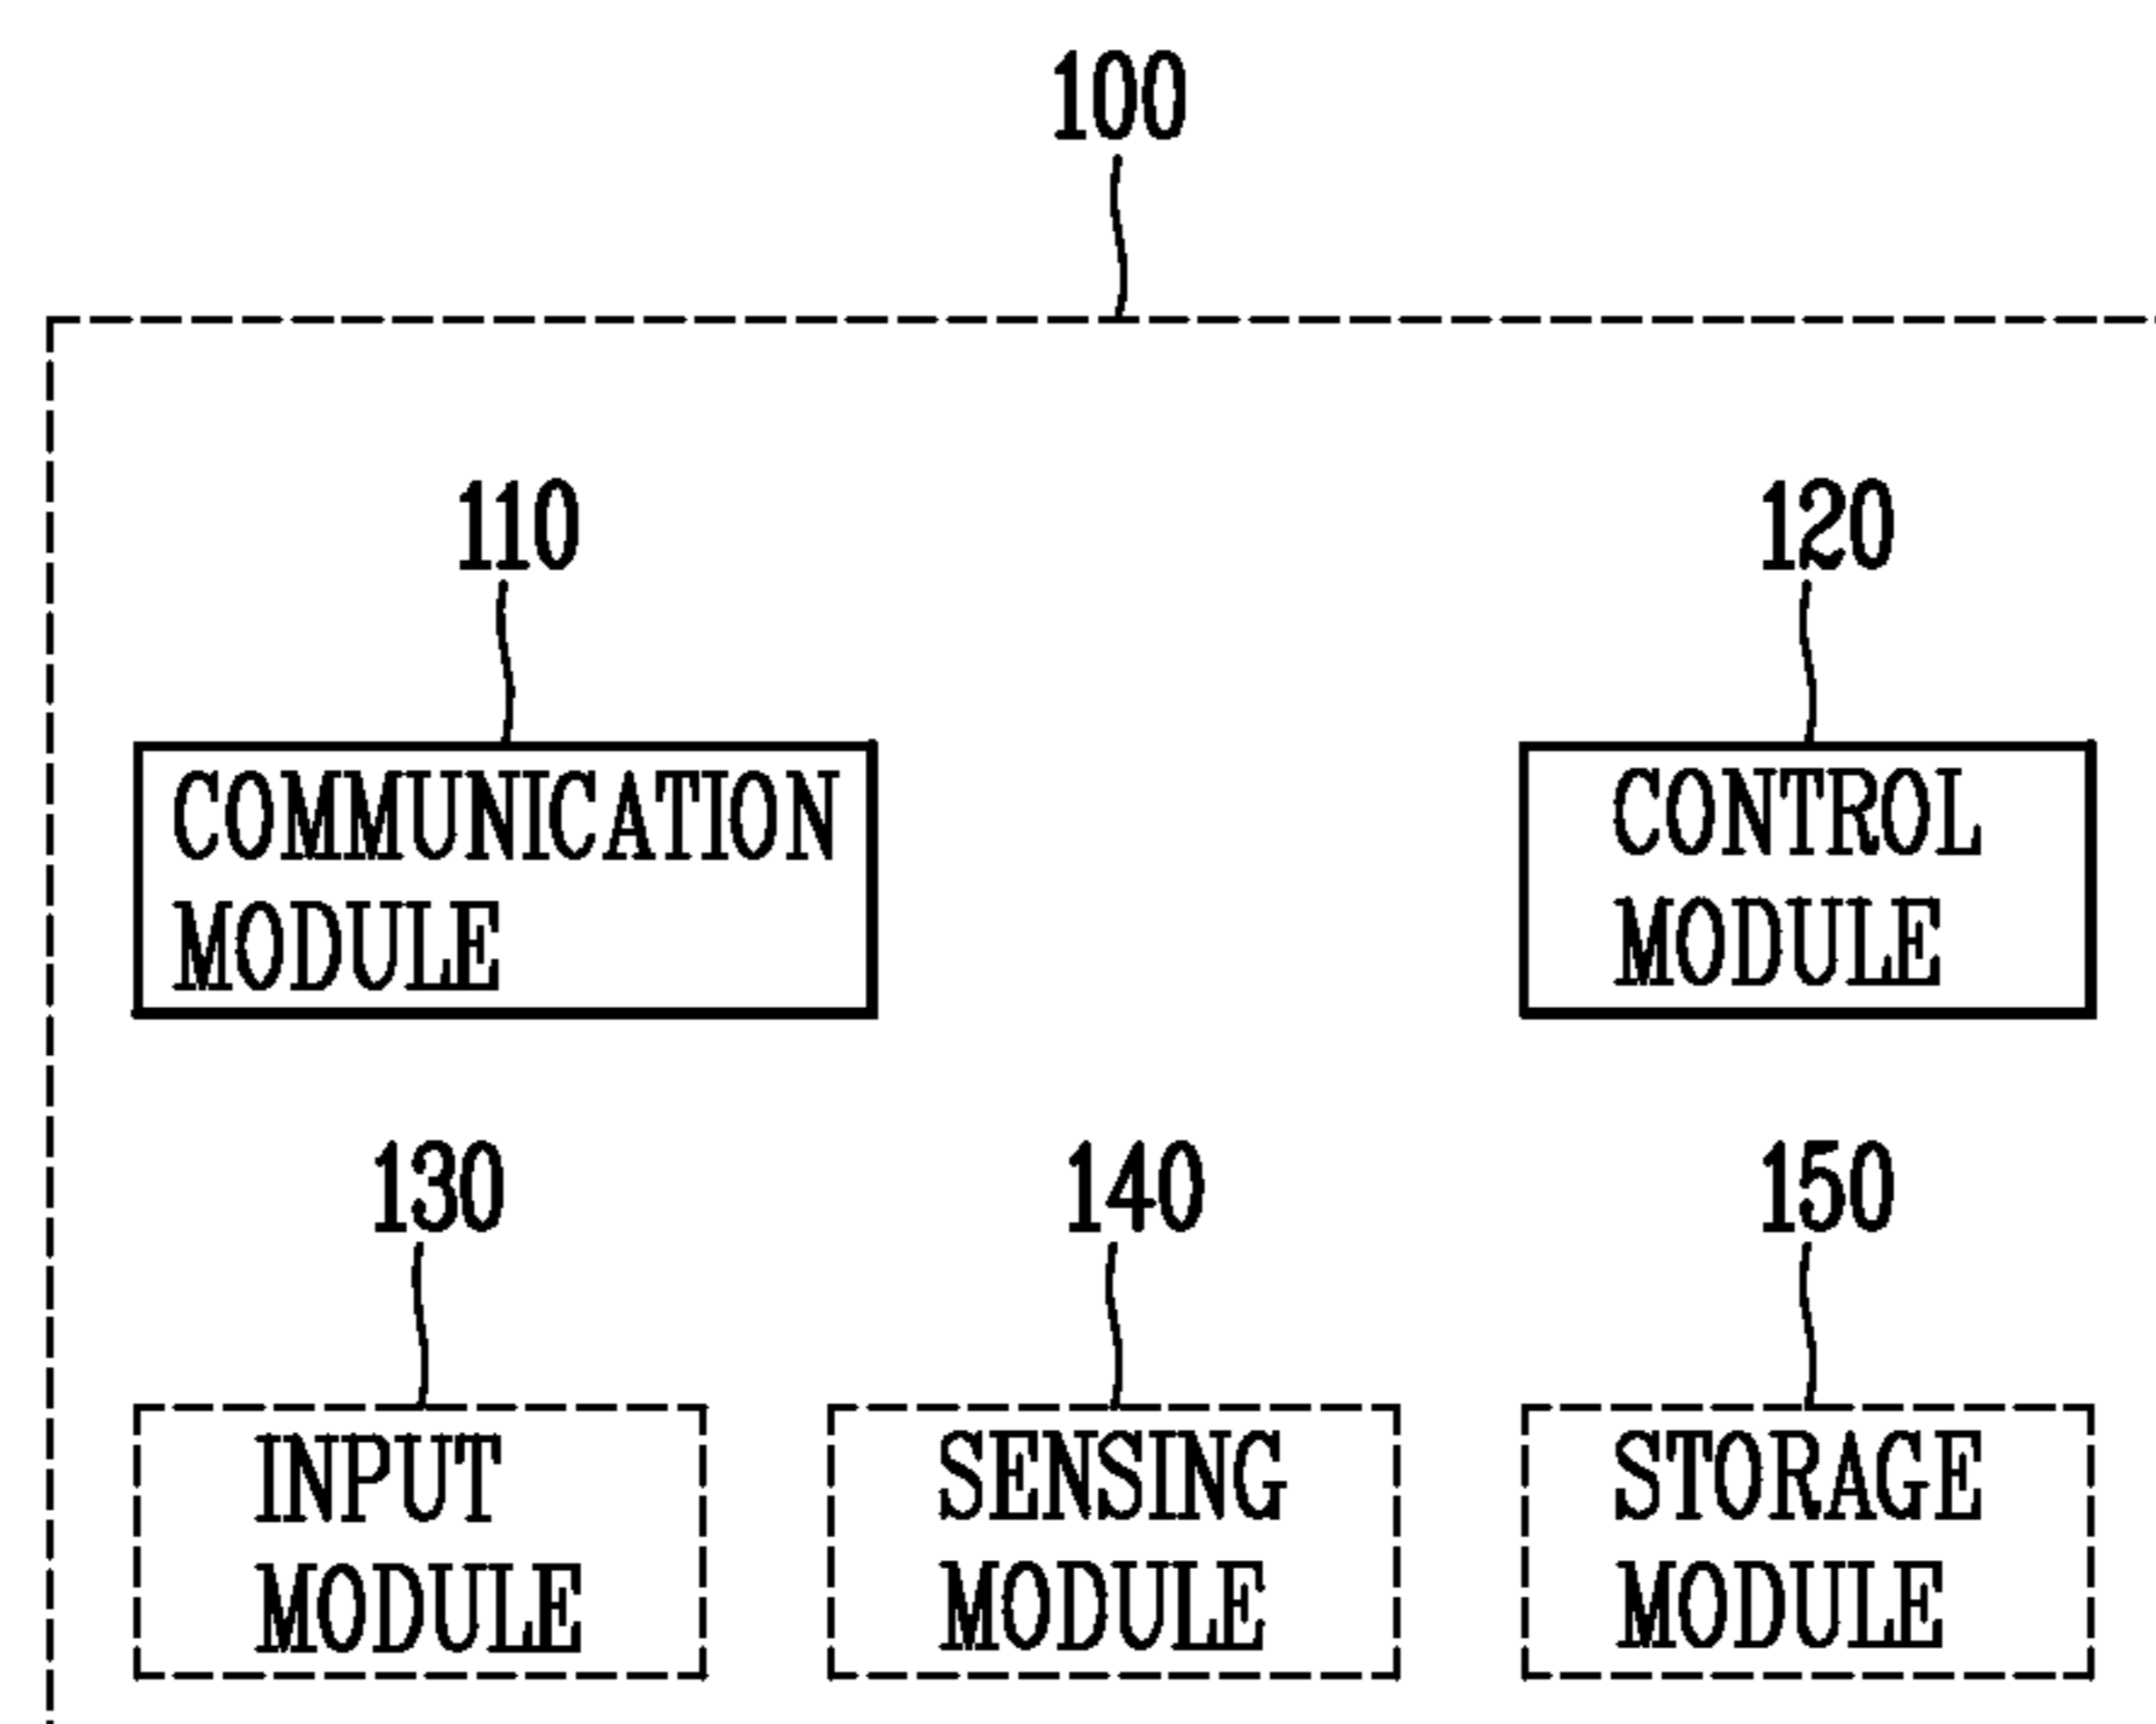 100
110
120
COMMUNICATION
MODULE
CONTROL
MODULE
130
140
150
INPUT
MODULE
SENSING
MODULE
STORAGE
MODULE